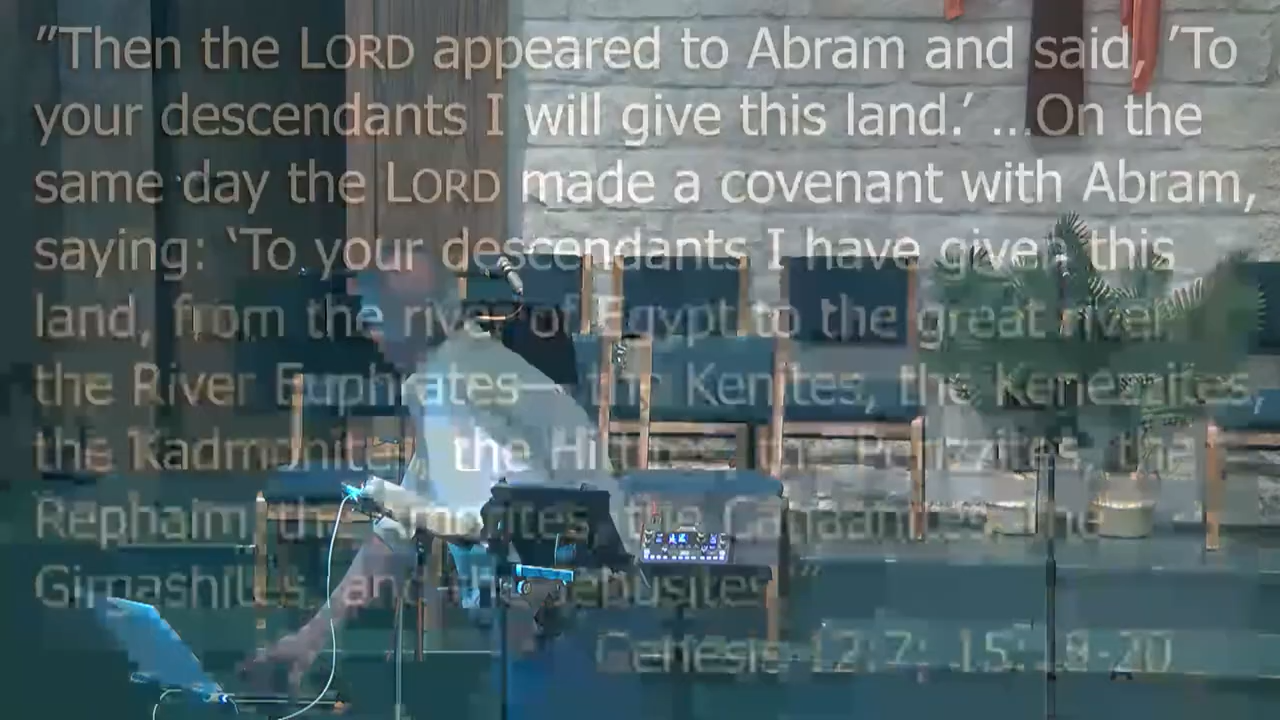 "Then the LORD appeared to Abram and said, 'To
your descendants I will give this land.' ...On the
same day the LORD made a covenant with Abram,
saying: 'To your descendants I have given this
land, from the river of Egypt to the great river,
the River Euphrates— the Kenites, the Kenezzites,
the Kadmonites, the Hittites, the Perizzites, the
Rephaim, the Amorites, the Canaanites, the
Girgashites, and the Jebusites.'"
Genesis 12:7; 15:18-20